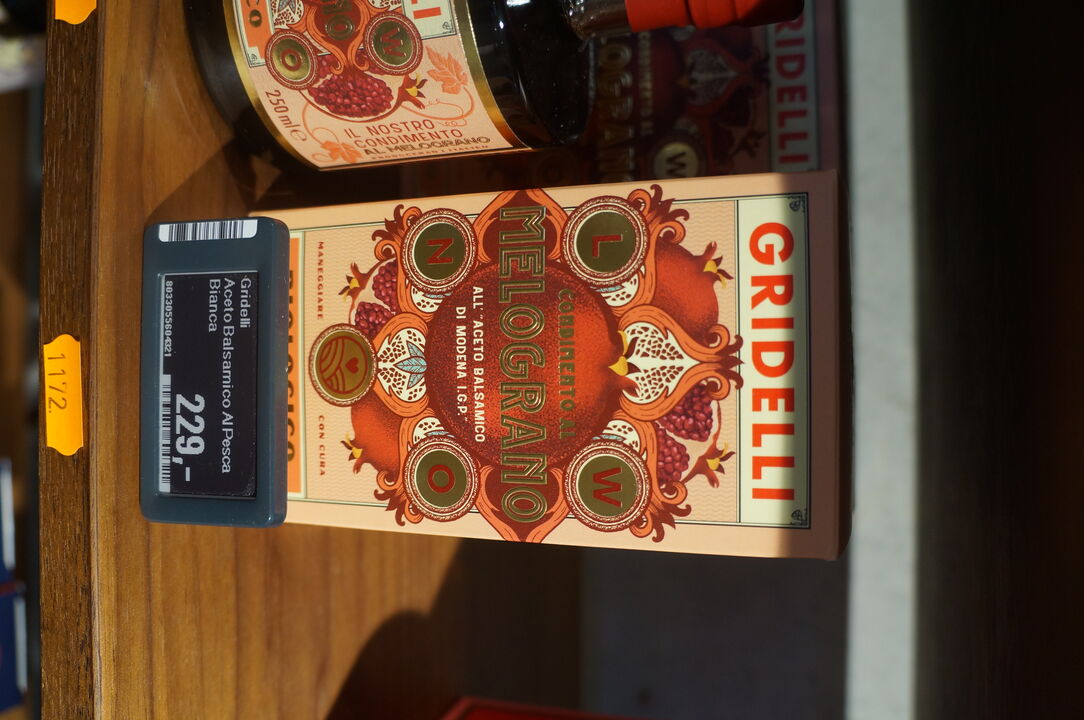 GRIDELLI
L
W
CONDIMENTO AL
MELOGRANO
ALL' "ACETO BALSAMICO
DI MODENA I.G.P."
N
O
MANEGGIARE
CON CURA
Gridelli
Aceto Balsamico Al Pesca
Bianca
229,-
8033055604321
1172.
O
W
250 ml e
IL NOSTRO
CONDIMENTO
AL MELOGRANO
GRIDELLI
W